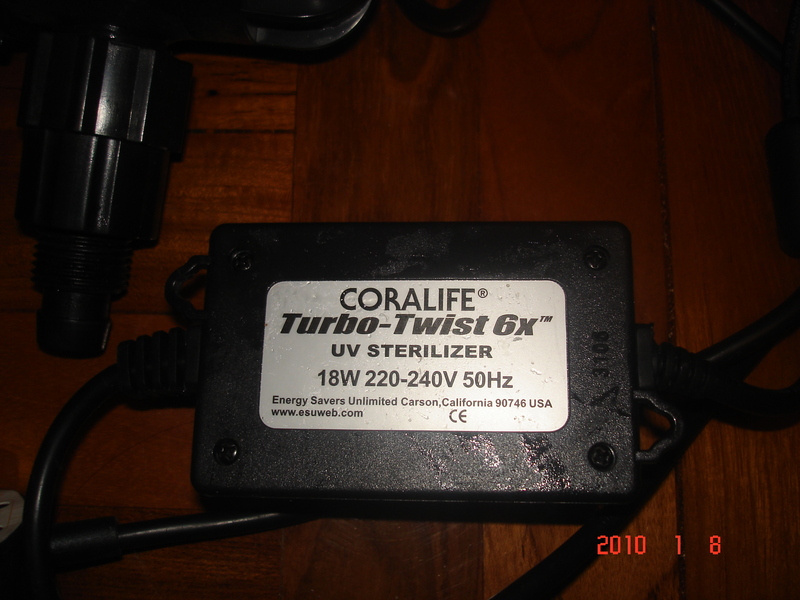 CORALIFE®
Turbo-Twist 6x™
UV STERILIZER
18W 220-240V 50Hz
Energy Savers Unlimited Carson,California 90746 USA
www.esuweb.com CE
3108
2010 1 8